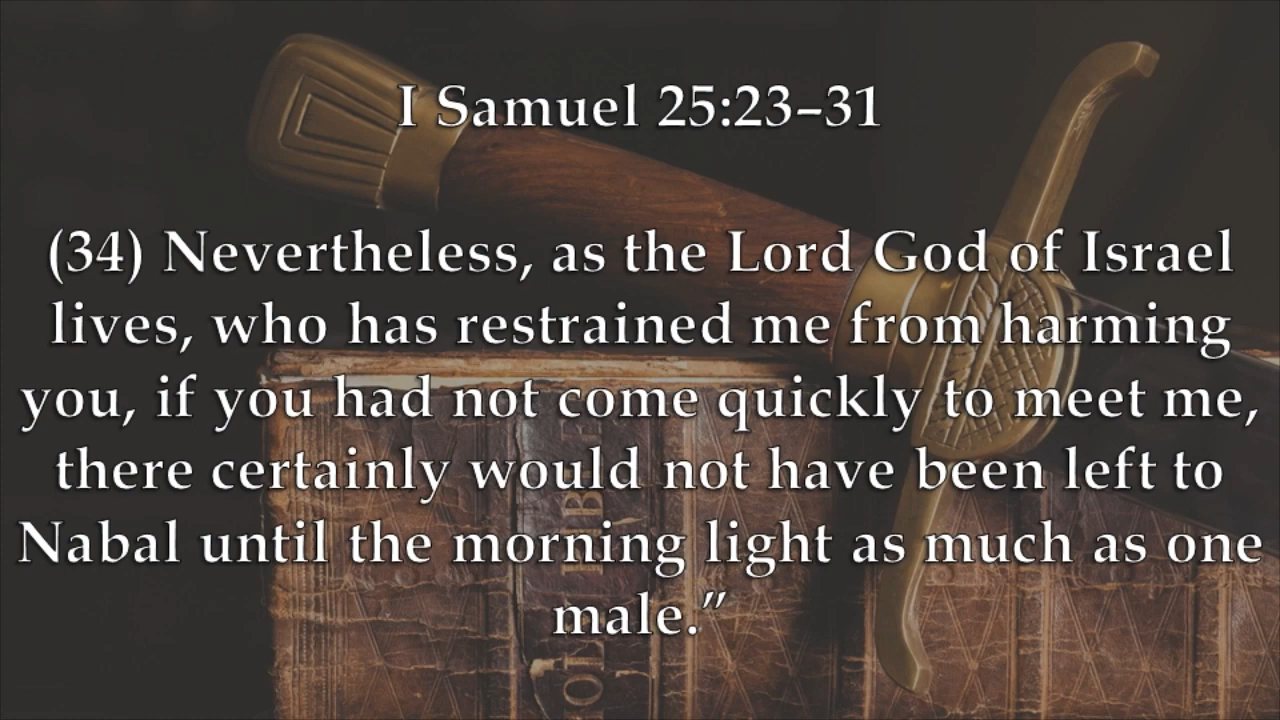 I Samuel 25:23–31
(34) Nevertheless, as the Lord God of Israel
lives, who has restrained me from harming
you, if you had not come quickly to meet me,
there certainly would not have been left to
Nabal until the morning light as much as one
male.”